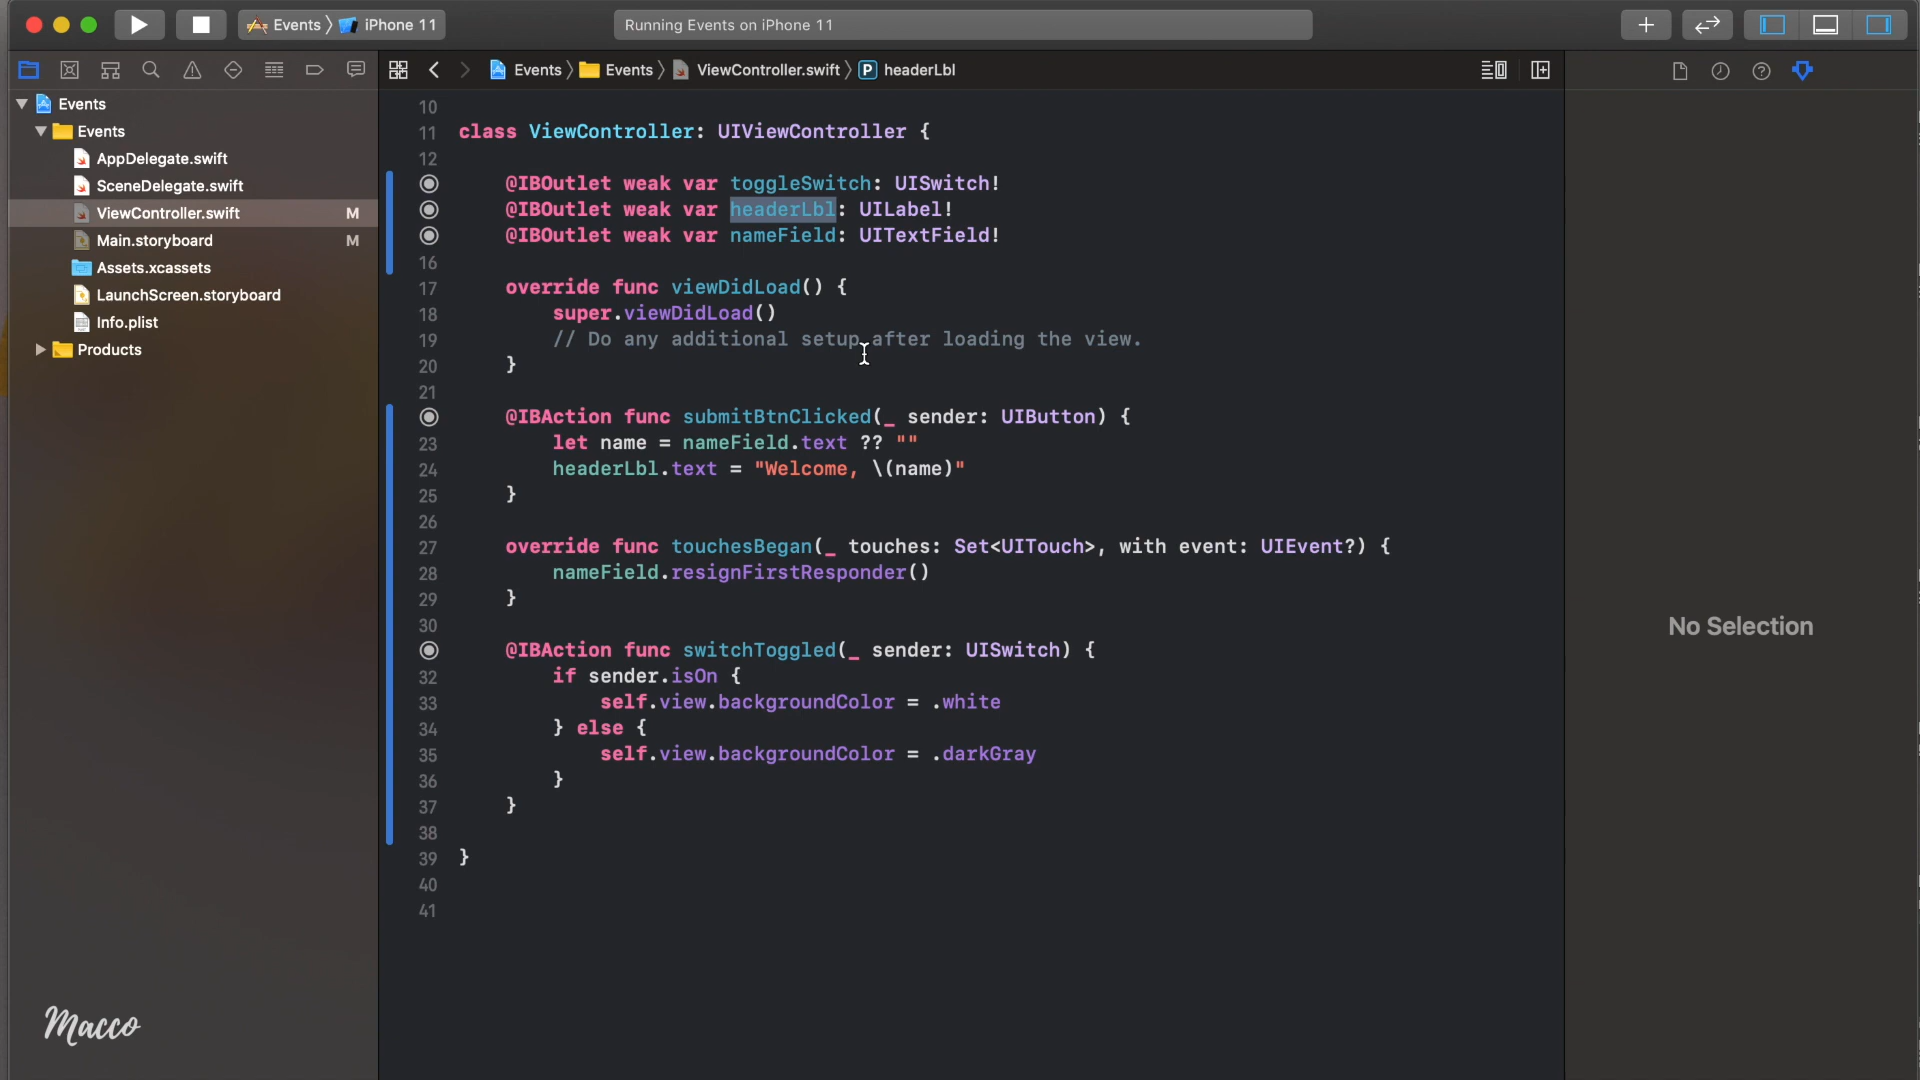 Events 〉 iPhone 11
Running Events on iPhone 11
Events 〉 Events 〉 ViewController.swift 〉 P headerLbl
Events
Events
AppDelegate.swift
SceneDelegate.swift
ViewController.swift M
Main.storyboard M
Assets.xcassets
LaunchScreen.storyboard
Info.plist
Products
10
11 class ViewController: UIViewController {
12
@IBOutlet weak var toggleSwitch: UISwitch!
@IBOutlet weak var headerLbl: UILabel!
@IBOutlet weak var nameField: UITextField!
16
17 override func viewDidLoad() {
18 super.viewDidLoad()
19 // Do any additional setup after loading the view.
20 }
21
@IBAction func submitBtnClicked(_ sender: UIButton) {
23 let name = nameField.text ?? ""
24 headerLbl.text = "Welcome, \(name)"
25 }
26
27 override func touchesBegan(_ touches: Set<UITouch>, with event: UIEvent?) {
28 nameField.resignFirstResponder()
29 }
30
@IBAction func switchToggled(_ sender: UISwitch) {
32 if sender.isOn {
33 self.view.backgroundColor = .white
34 } else {
35 self.view.backgroundColor = .darkGray
36 }
37 }
38
39 }
40
41
No Selection
Macco